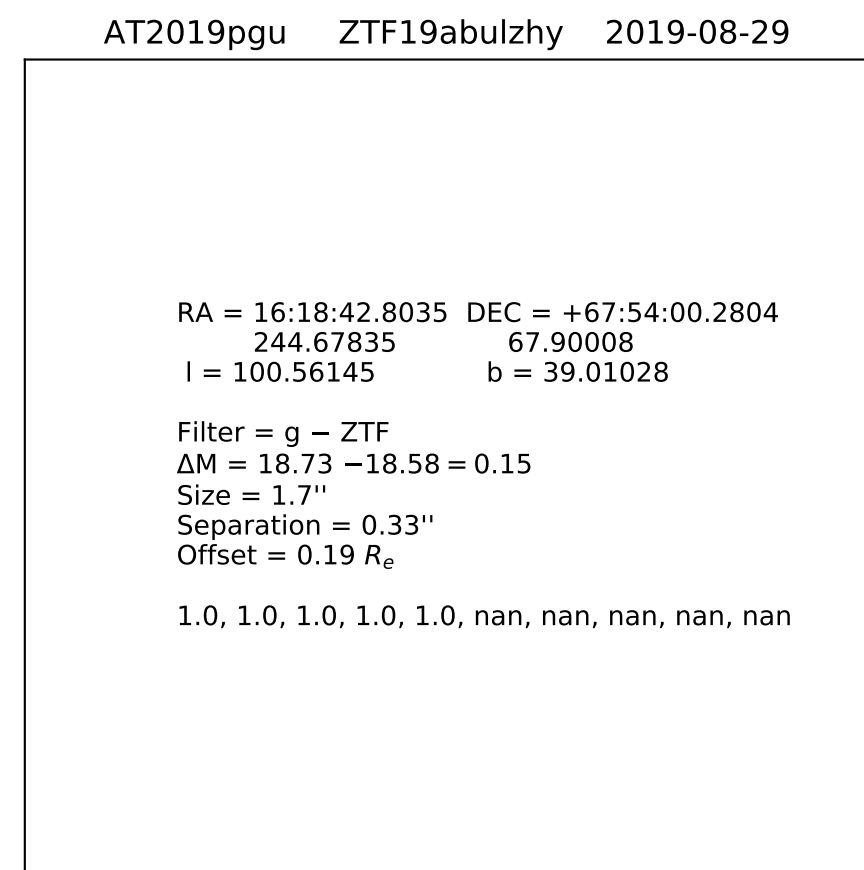 AT2019pgu ZTF19abulzhy 2019-08-29
RA = 16:18:42.8035 DEC = +67:54:00.2804
244.67835 67.90008
l = 100.56145 b = 39.01028
Filter = g − ZTF
ΔM = 18.73 −18.58 = 0.15
Size = 1.7''
Separation = 0.33''
Offset = 0.19 Rₑ
1.0, 1.0, 1.0, 1.0, 1.0, nan, nan, nan, nan, nan